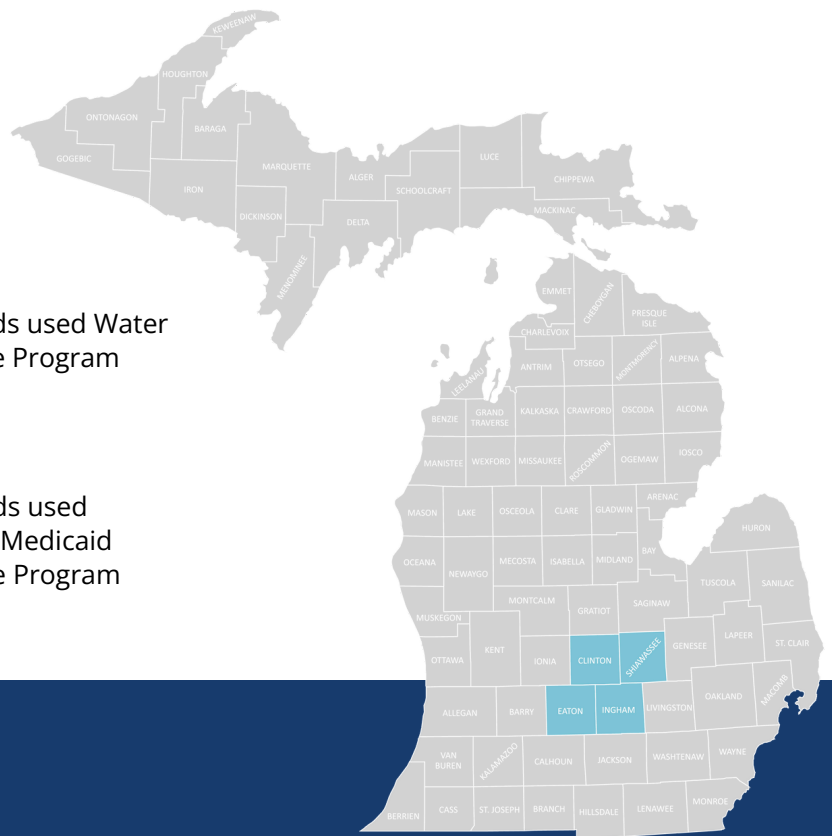 KEWEENAW
HOUGHTON
ONTONAGON
BARAGA
GOGEBIC
MARQUETTE
LUCE
ALGER
CHIPPEWA
IRON
SCHOOLCRAFT
MACKINAC
DICKINSON
DELTA
MENOMINEE
ds used Water
e Program
ds used
Medicaid
e Program
EMMET
CHEBOYGAN
PRESQUE
ISLE
CHARLEVOIX
ANTRIM
OTSEGO
MONTMORENCY
ALPENA
LEELANAU
BENZIE
GRAND
TRAVERSE
KALKASKA
CRAWFORD
OSCODA
ALCONA
MANISTEE
WEXFORD
MISSAUKEE
ROSCOMMON
OGEMAW
IOSCO
ARENAC
MASON
LAKE
OSCEOLA
CLARE
GLADWIN
HURON
OCEANA
NEWAYGO
MECOSTA
ISABELLA
MIDLAND
BAY
TUSCOLA
SANILAC
MUSKEGON
MONTCALM
GRATIOT
SAGINAW
OTTAWA
KENT
IONIA
CLINTON
SHIAWASSEE
GENESEE
LAPEER
ST. CLAIR
ALLEGAN
BARRY
EATON
INGHAM
LIVINGSTON
OAKLAND
MACOMB
VAN
BUREN
KALAMAZOO
CALHOUN
JACKSON
WASHTENAW
WAYNE
BERRIEN
CASS
ST. JOSEPH
BRANCH
HILLSDALE
LENAWEE
MONROE